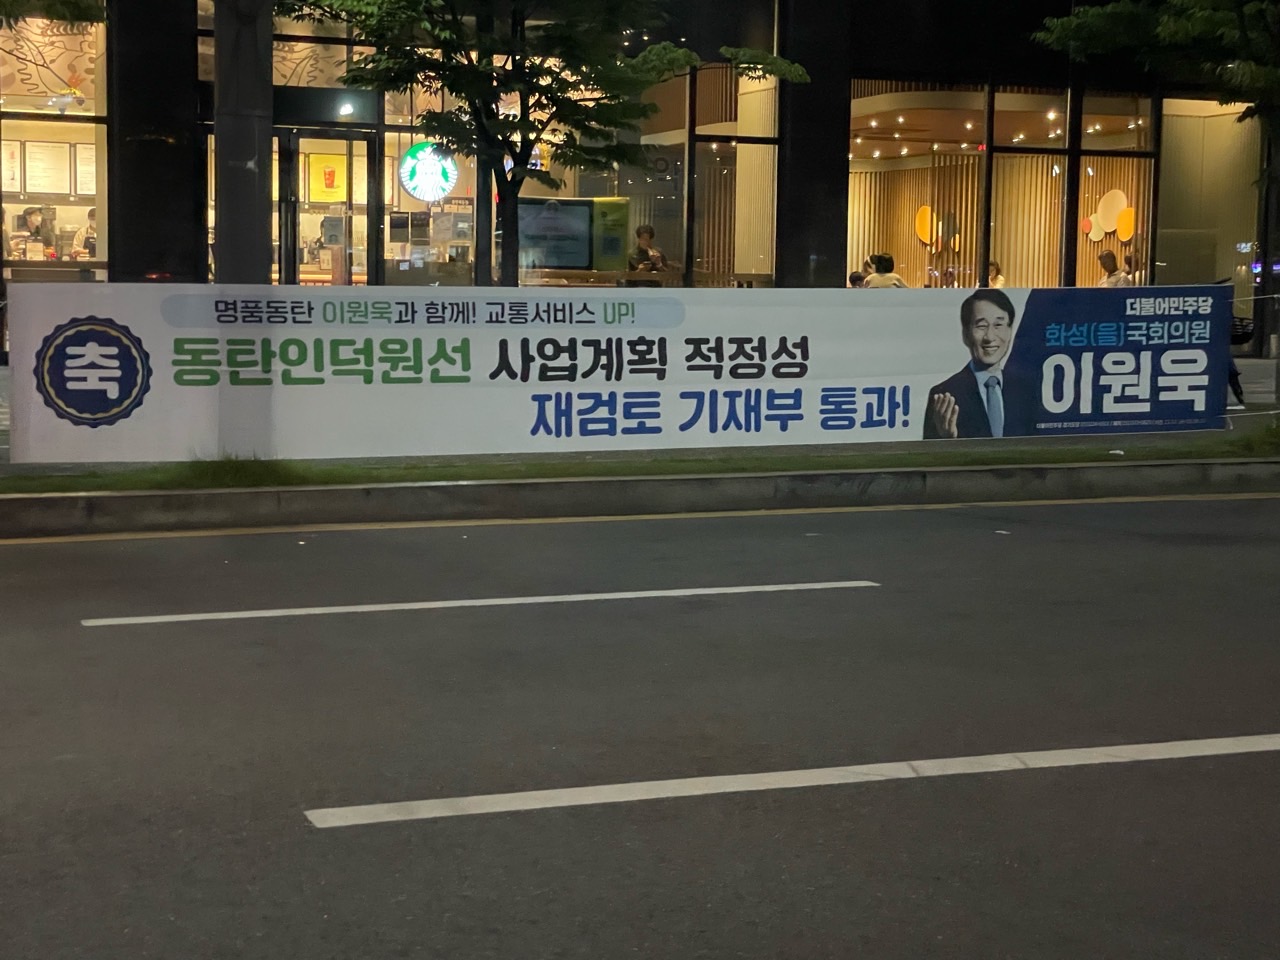 축
명품동탄 이원욱과 함께! 교통서비스 UP!
동탄인덕원선 사업계획 적정성
재검토 기재부 통과!
더불어민주당
화성(을)국회의원
이원욱